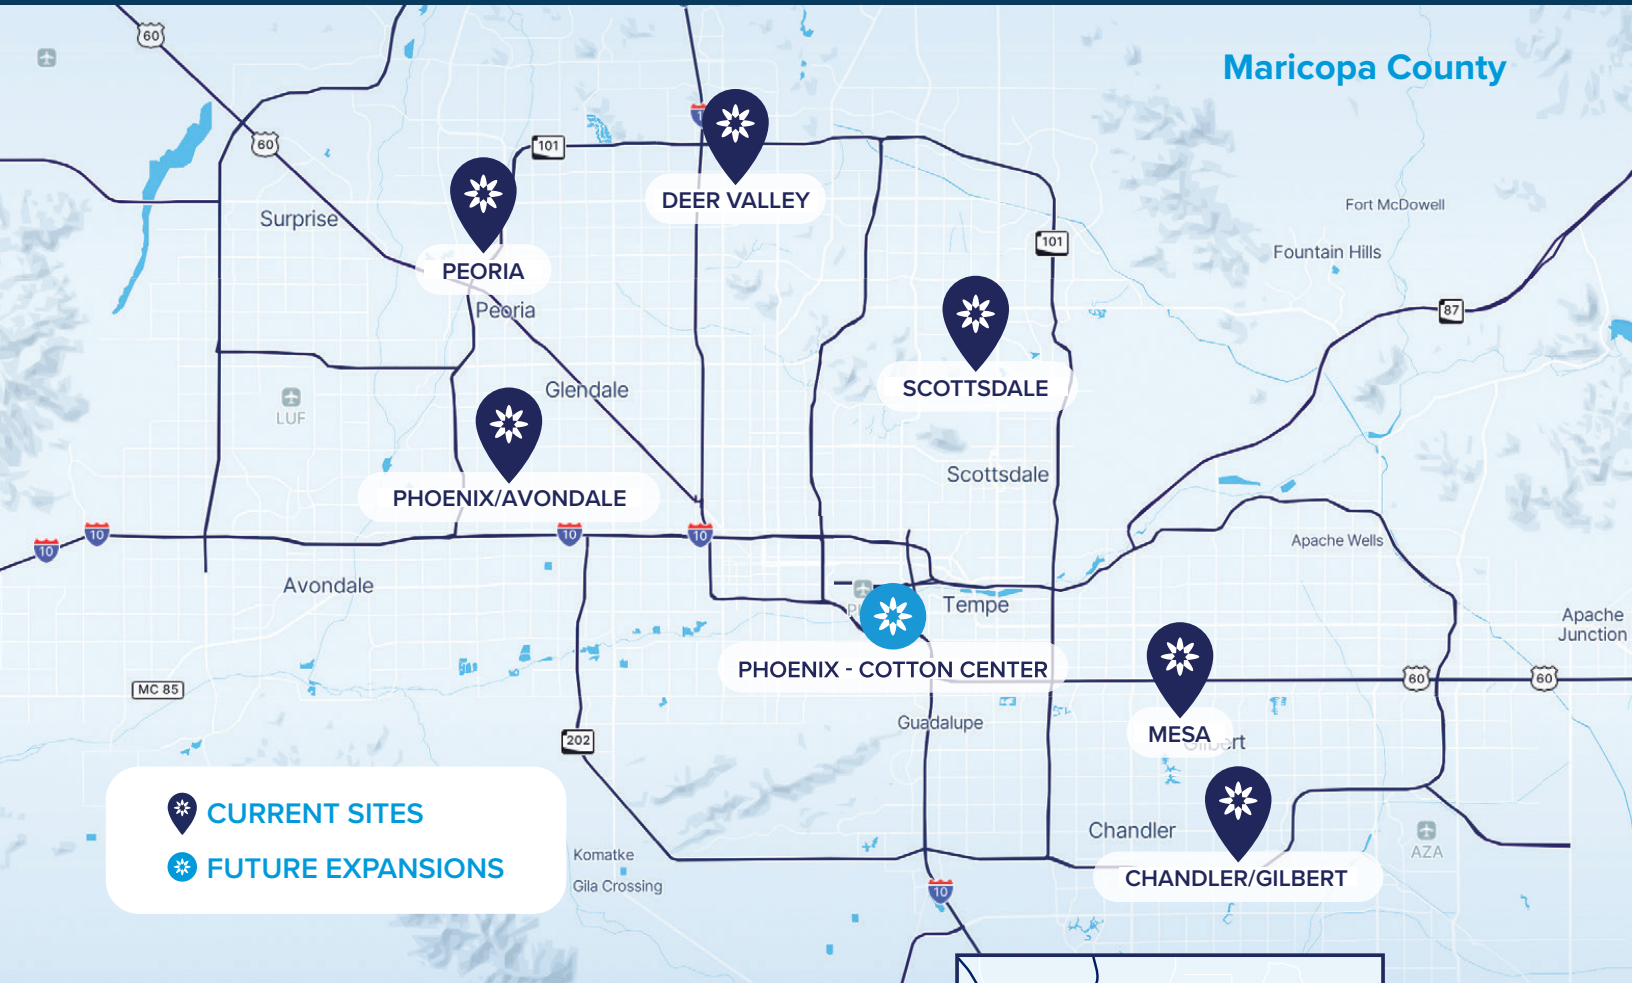 60
Maricopa County
60
101
DEER VALLEY
Fort McDowell
Surprise
101
Fountain Hills
PEORIA
Peoria
87
SCOTTSDALE
Glendale
LUF
Scottsdale
PHOENIX/AVONDALE
10
10
10
10
Apache Wells
Avondale
Tempe
Apache
Junction
PHOENIX - COTTON CENTER
60
60
MC 85
Guadalupe
MESA
202
CURRENT SITES
Chandler
AZA
Komatke
FUTURE EXPANSIONS
Gila Crossing
CHANDLER/GILBERT
10